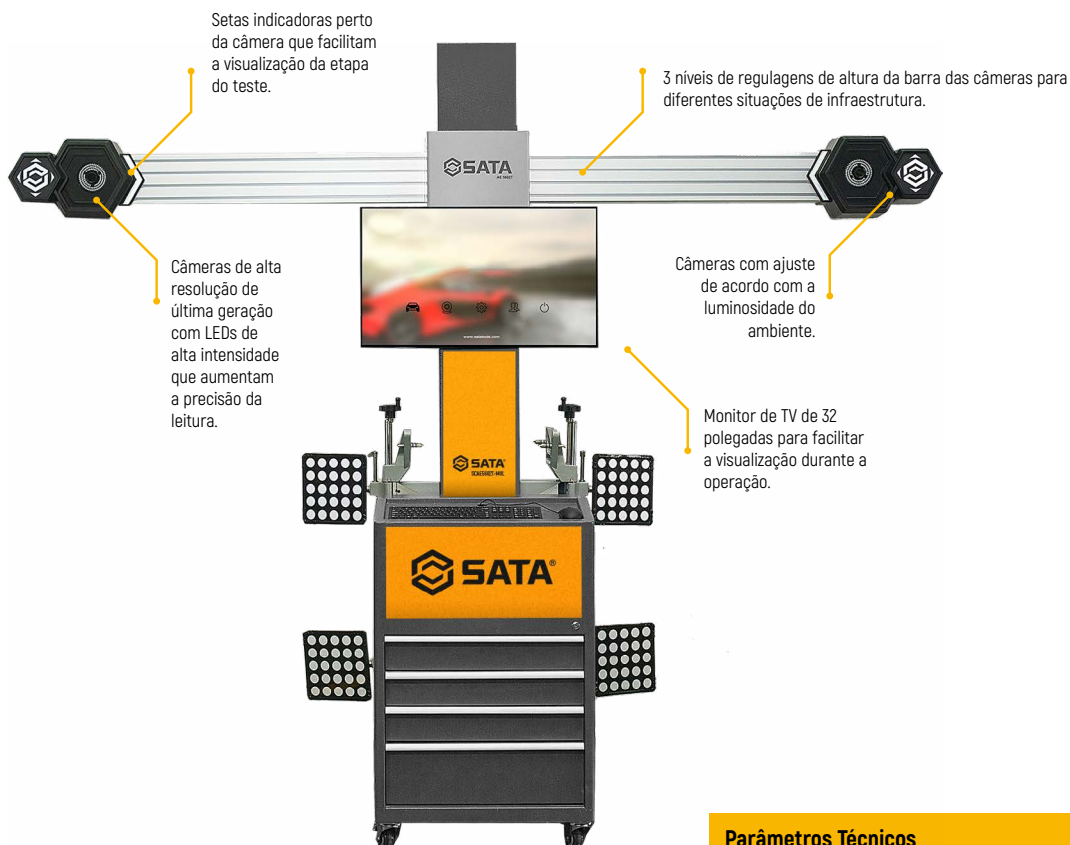 Setas indicadoras perto
da câmera que facilitam
a visualização da etapa
do teste.
3 níveis de regulagens de altura da barra das câmeras para
diferentes situações de infraestrutura.
SATA
Câmeras de alta
resolução de
última geração
com LEDs de
alta intensidade
que aumentam
a precisão da
leitura.
Câmeras com ajuste
de acordo com a
luminosidade do
ambiente.
Monitor de TV de 32
polegadas para facilitar
a visualização durante a
operação.
SATA
SATA®
Parâmetros Técnicos